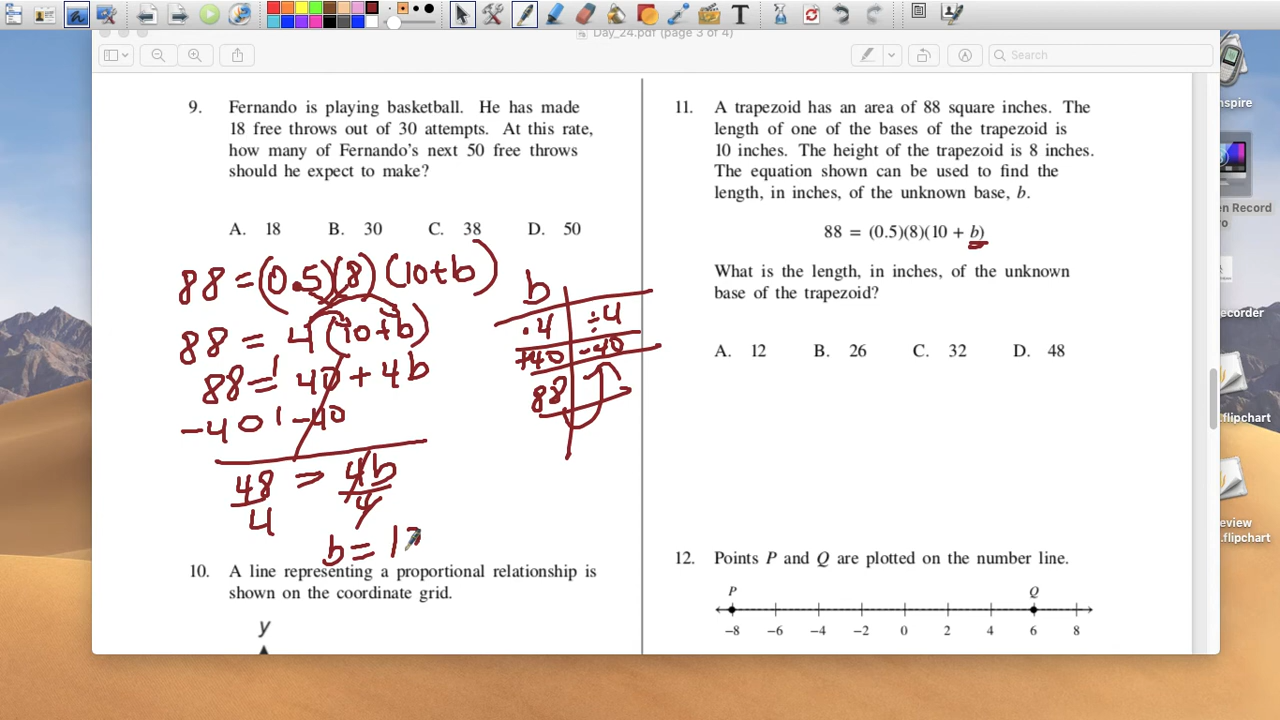 Day_24.pdf (page 3 of 4)
Search
9. Fernando is playing basketball. He has made
18 free throws out of 30 attempts. At this rate,
how many of Fernando's next 50 free throws
should he expect to make?
A. 18 B. 30 C. 38 D. 50
88 = (0.5)(8)(10+b)
88 = 4(10+b)
88 = 40 + 4b
-40 -40
48 = 4b
4 4
b = 1
b
·4 ÷4
+40 -40
88
10. A line representing a proportional relationship is
shown on the coordinate grid.
y
11. A trapezoid has an area of 88 square inches. The
length of one of the bases of the trapezoid is
10 inches. The height of the trapezoid is 8 inches.
The equation shown can be used to find the
length, in inches, of the unknown base, b.
88 = (0.5)(8)(10 + b)
What is the length, in inches, of the unknown
base of the trapezoid?
A. 12 B. 26 C. 32 D. 48
12. Points P and Q are plotted on the number line.
P Q
−8 −6 −4 −2 0 2 4 6 8
nspire
en Record
ro
ecorder
.flipchart
eview
.flipchart